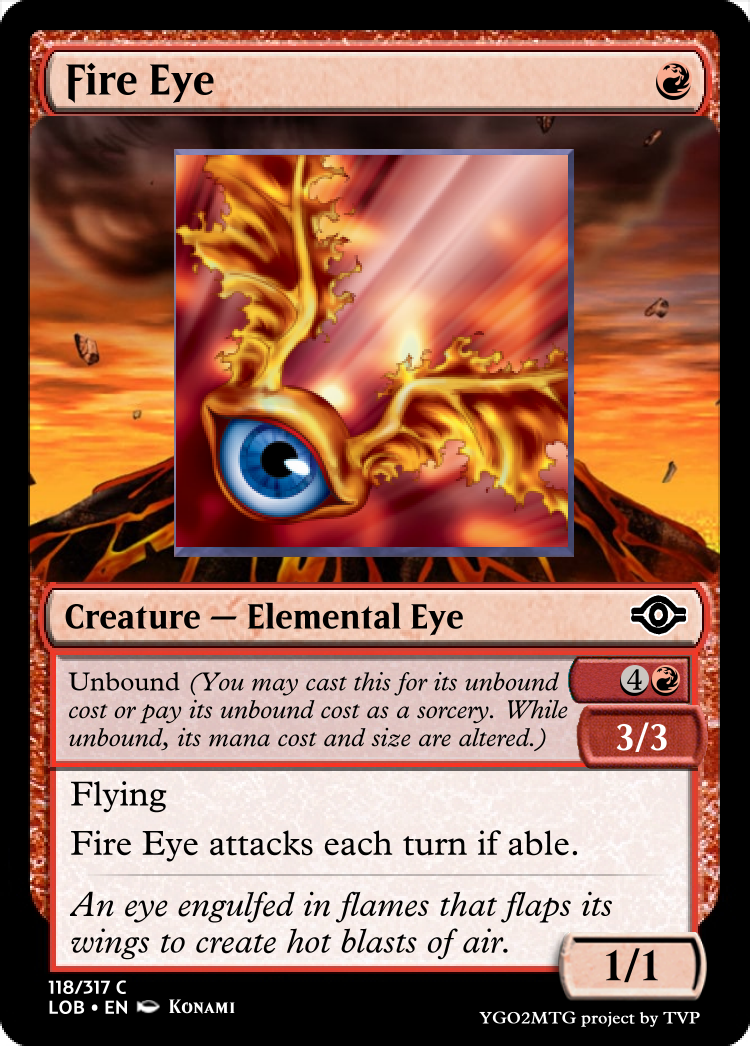 Fire Eye
Creature — Elemental Eye
Unbound (You may cast this for its unbound
cost or pay its unbound cost as a sorcery. While
unbound, its mana cost and size are altered.)
4
3/3
Flying
Fire Eye attacks each turn if able.
An eye engulfed in flames that flaps its
wings to create hot blasts of air.
1/1
118/317 C
LOB • EN KONAMI
YGO2MTG project by TVP